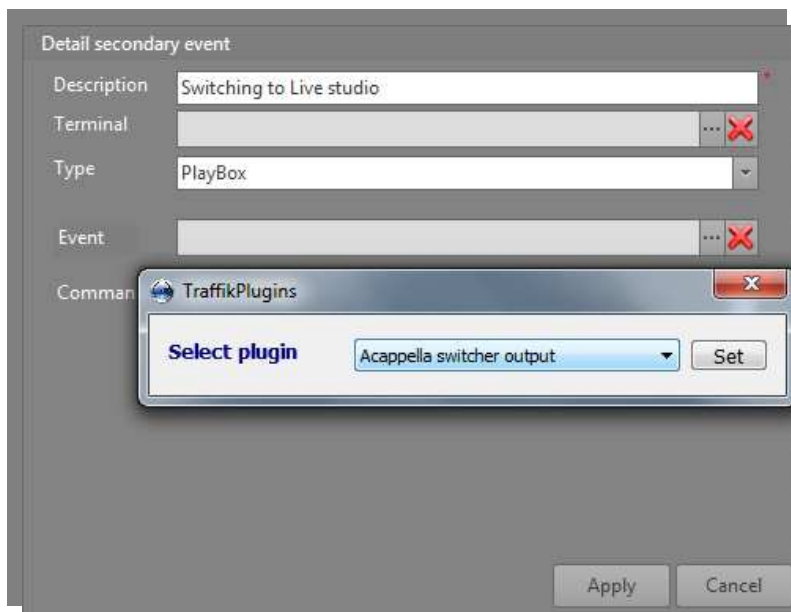 Detail secondary event
Description Switching to Live studio *
Terminal ...
Type PlayBox
Event ...
Comman
TraffikPlugins
Select plugin Acappella switcher output Set
Apply Cancel